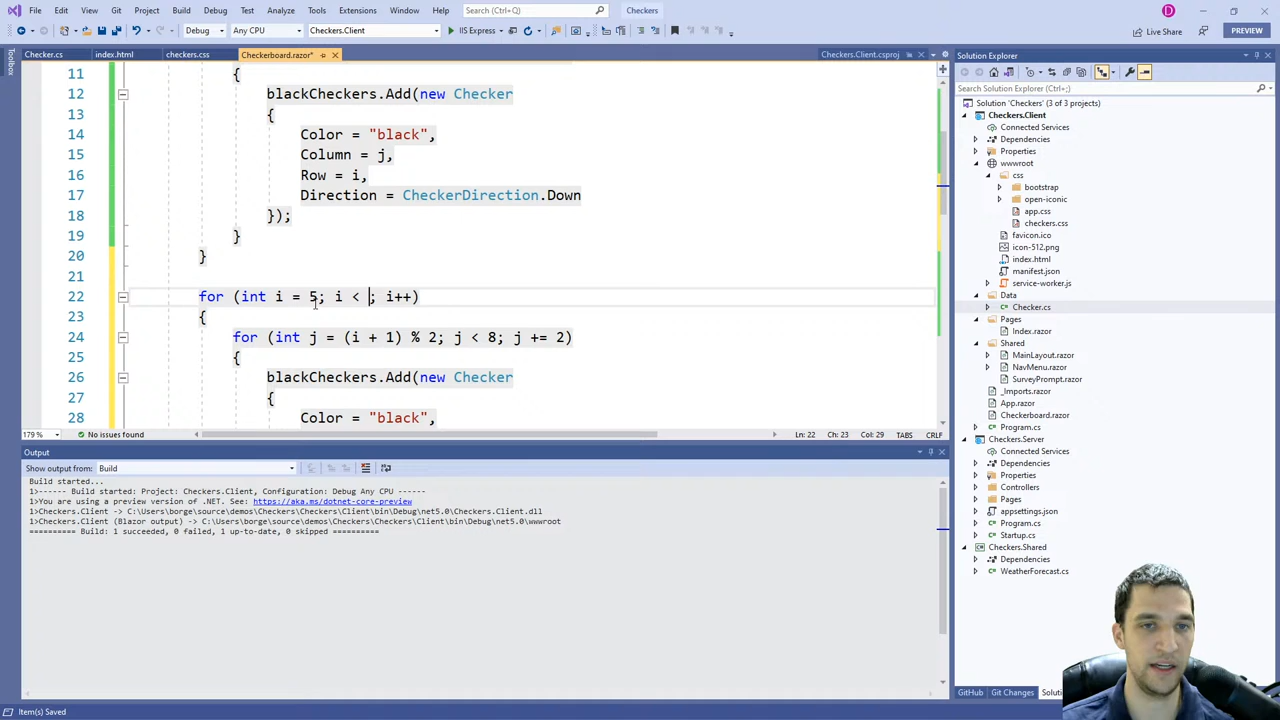 File Edit View Git Project Build Debug Test Analyze Tools Extensions Window Help Search (Ctrl+Q) Checkers
Debug Any CPU Checkers.Client IIS Express Live Share PREVIEW
Toolbox
Checker.cs index.html checkers.css Checkerboard.razor* Checkers.Client.csproj
11 {
12 blackCheckers.Add(new Checker
13 {
14 Color = "black",
15 Column = j,
16 Row = i,
17 Direction = CheckerDirection.Down
18 });
19 }
20 }
21
22 for (int i = 5; i < ; i++)
23 {
24 for (int j = (i + 1) % 2; j < 8; j += 2)
25 {
26 blackCheckers.Add(new Checker
27 {
28 Color = "black",
179 % No issues found Ln: 22 Ch: 23 Col: 29 TABS CRLF
Output
Show output from: Build
Build started...
1>------ Build started: Project: Checkers.Client, Configuration: Debug Any CPU ------
1>You are using a preview version of .NET. See: https://aka.ms/dotnet-core-preview
1>Checkers.Client -> C:\Users\borge\source\demos\Checkers\Checkers\Client\bin\Debug\net5.0\Checkers.Client.dll
1>Checkers.Client (Blazor output) -> C:\Users\borge\source\demos\Checkers\Checkers\Client\bin\Debug\net5.0\wwwroot
========== Build: 1 succeeded, 0 failed, 1 up-to-date, 0 skipped ==========
Item(s) Saved
Solution Explorer
Search Solution Explorer (Ctrl+;)
Solution 'Checkers' (3 of 3 projects)
Checkers.Client
Connected Services
Dependencies
Properties
wwwroot
css
bootstrap
open-iconic
app.css
checkers.css
favicon.ico
icon-512.png
index.html
manifest.json
service-worker.js
Data
Checker.cs
Pages
Index.razor
Shared
MainLayout.razor
NavMenu.razor
SurveyPrompt.razor
_Imports.razor
App.razor
Checkerboard.razor
Program.cs
Checkers.Server
Connected Services
Dependencies
Properties
Controllers
Pages
appsettings.json
Program.cs
Startup.cs
Checkers.Shared
Dependencies
WeatherForecast.cs
GitHub Git Changes